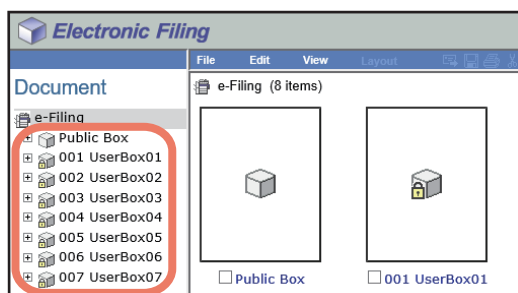 Electronic Filing
File Edit View Layout
Document
e-Filing (8 items)
e-Filing
Public Box
001 UserBox01
002 UserBox02
003 UserBox03
004 UserBox04
005 UserBox05
006 UserBox06
007 UserBox07
Public Box
001 UserBox01